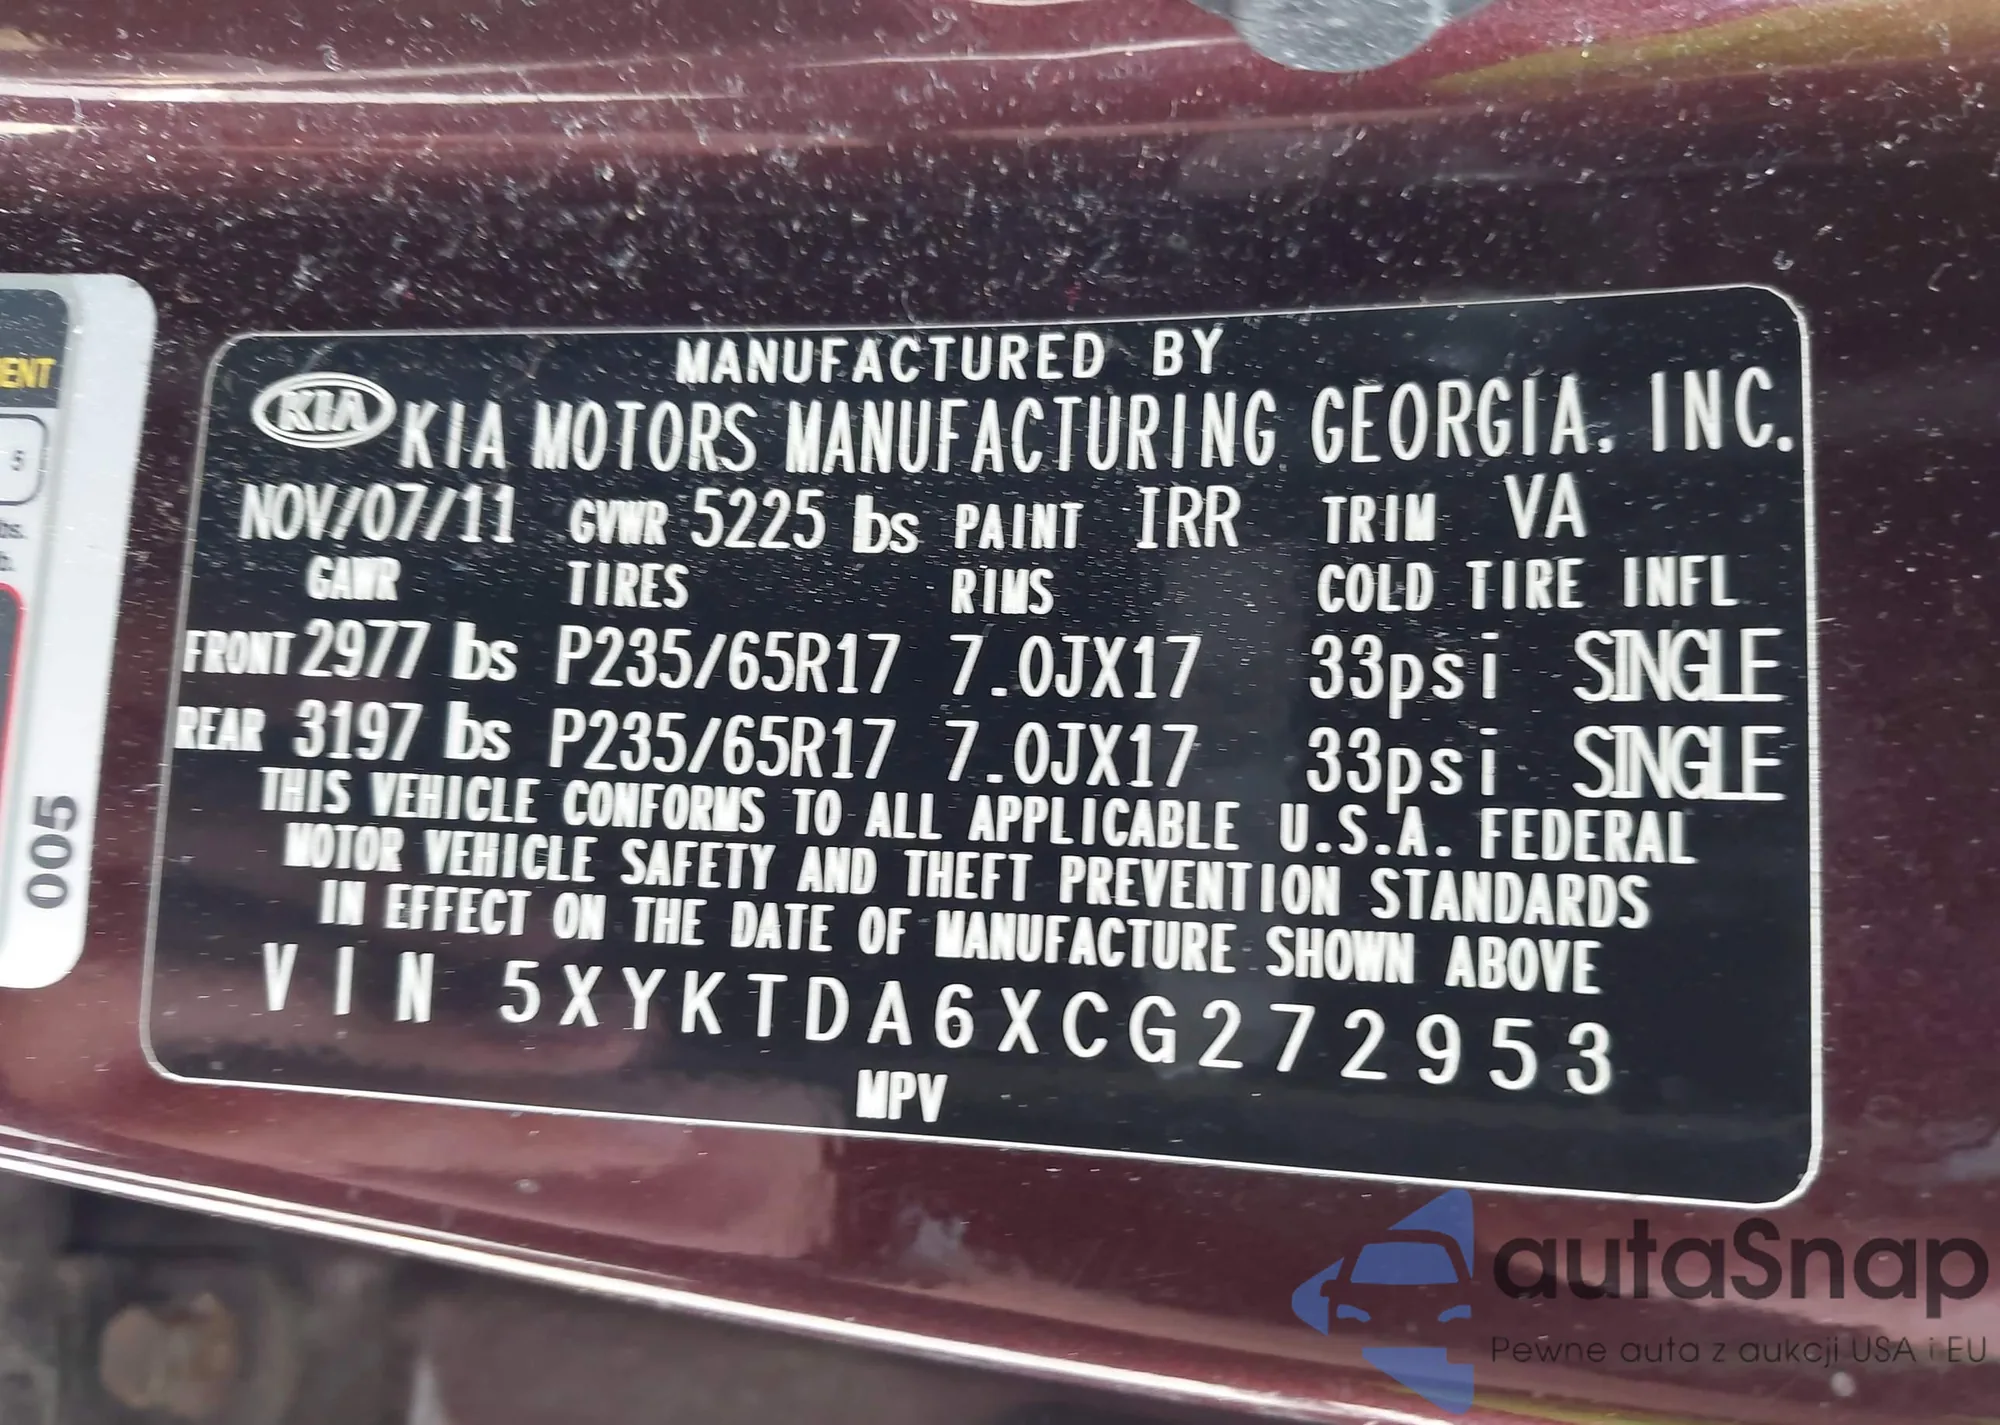 MANUFACTURED BY
KIA KIA MOTORS MANUFACTURING GEORGIA, INC.
NOV/07/11 GVWR 5225 lbs PAINT IRR TRIM VA
GAWR TIRES RIMS COLD TIRE INFL
FRONT 2977 lbs P235/65R17 7.0JX17 33psi SINGLE
REAR 3197 lbs P235/65R17 7.0JX17 33psi SINGLE
THIS VEHICLE CONFORMS TO ALL APPLICABLE U.S.A. FEDERAL
MOTOR VEHICLE SAFETY AND THEFT PREVENTION STANDARDS
IN EFFECT ON THE DATE OF MANUFACTURE SHOWN ABOVE
VIN 5XYKTDA6XCG272953
MPV
ENT
5
bs.
005
autaSnap
Pewne auta z aukcji USA i EU